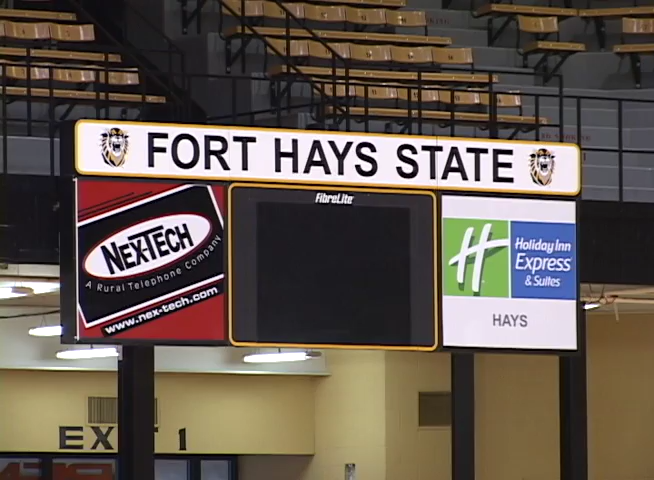 FORT HAYS STATE
FibreLite
NEX-TECH
A Rural Telephone Company
www.nex-tech.com
H
Holiday Inn
Express
& Suites
HAYS
EXIT 1